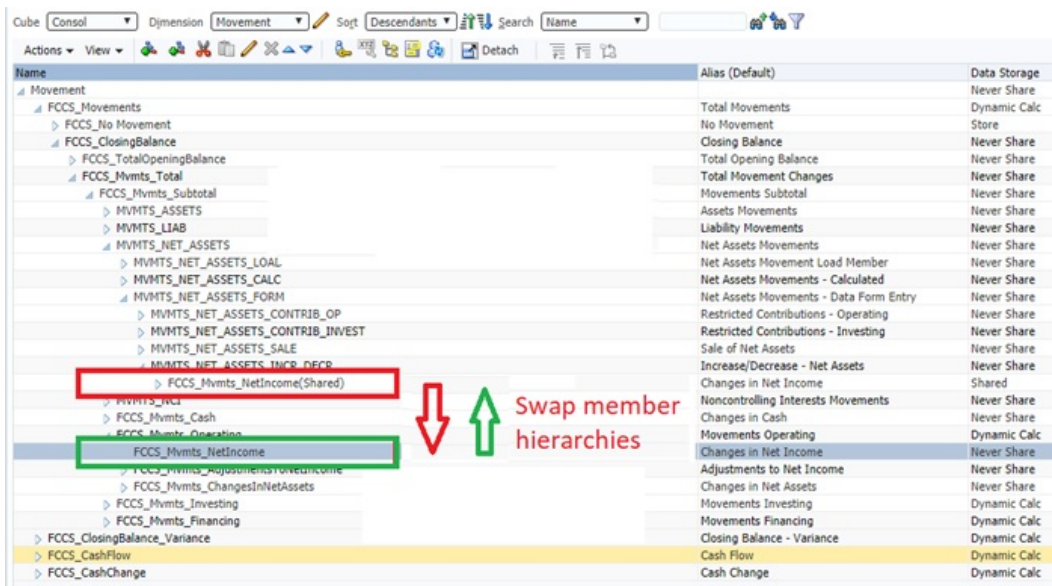 Cube Consol Dimension Movement Sort Descendants Search Name
Actions View Detach
Name Alias (Default) Data Storage
Movement Never Share
FCCS_Movements Total Movements Dynamic Calc
FCCS_No Movement No Movement Store
FCCS_ClosingBalance Closing Balance Never Share
FCCS_TotalOpeningBalance Total Opening Balance Never Share
FCCS_Mvmts_Total Total Movement Changes Never Share
FCCS_Mvmts_Subtotal Movements Subtotal Never Share
MVMTS_ASSETS Assets Movements Never Share
MVMTS_LIAB Liability Movements Never Share
MVMTS_NET_ASSETS Net Assets Movements Never Share
MVMTS_NET_ASSETS_LOAL Net Assets Movement Load Member Never Share
MVMTS_NET_ASSETS_CALC Net Assets Movements - Calculated Never Share
MVMTS_NET_ASSETS_FORM Net Assets Movements - Data Form Entry Never Share
MVMTS_NET_ASSETS_CONTRIB_OP Restricted Contributions - Operating Never Share
MVMTS_NET_ASSETS_CONTRIB_INVEST Restricted Contributions - Investing Never Share
MVMTS_NET_ASSETS_SALE Sale of Net Assets Never Share
MVMTS_NET_ASSETS_INCR_DECR Increase/Decrease - Net Assets Never Share
FCCS_Mvmts_NetIncome(Shared) Changes in Net Income Shared
MVMTS_NCI Noncontrolling Interests Movements Never Share
FCCS_Mvmts_Cash Changes in Cash Never Share
FCCS_Mvmts_Operating Movements Operating Dynamic Calc
FCCS_Mvmts_NetIncome Changes in Net Income Never Share
FCCS_Mvmts_AdjustmentsToNetIncome Adjustments to Net Income Never Share
FCCS_Mvmts_ChangesInNetAssets Changes in Net Assets Never Share
FCCS_Mvmts_Investing Movements Investing Dynamic Calc
FCCS_Mvmts_Financing Movements Financing Dynamic Calc
FCCS_ClosingBalance_Variance Closing Balance - Variance Dynamic Calc
FCCS_CashFlow Cash Flow Dynamic Calc
FCCS_CashChange Cash Change Dynamic Calc
Swap member
hierarchies